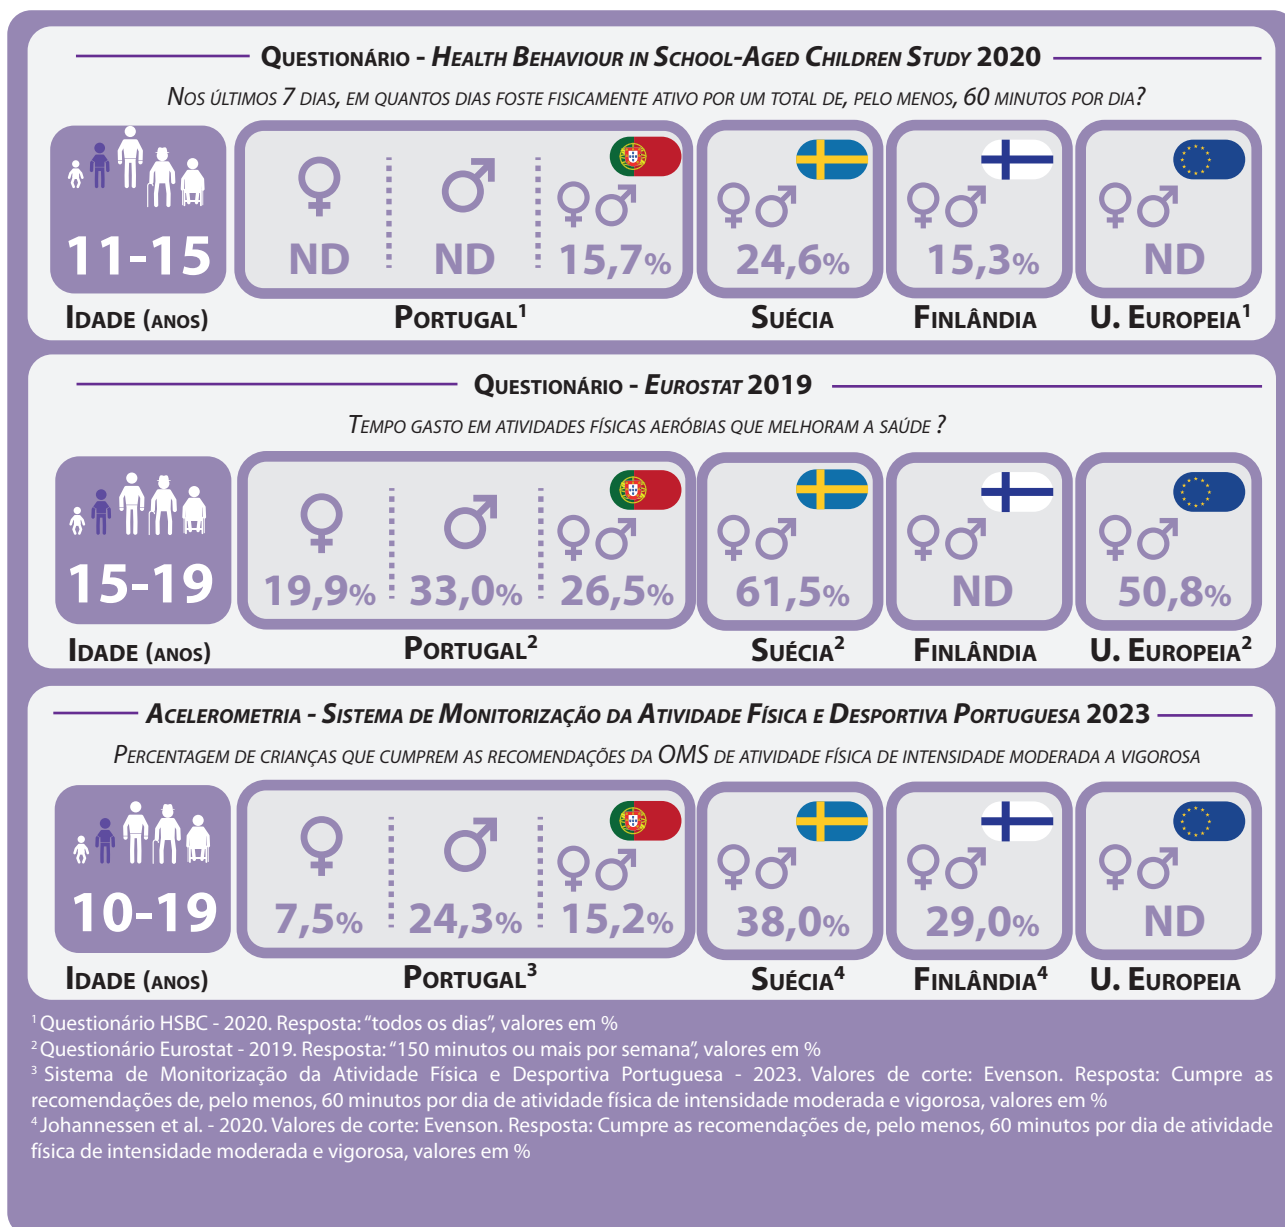 Questionário - Health Behaviour in School-Aged Children Study 2020
Nos últimos 7 dias, em quantos dias foste fisicamente ativo por um total de, pelo menos, 60 minutos por dia?
11-15
ND
ND
15,7%
24,6%
15,3%
ND
Idade (anos)
Portugal¹
Suécia
Finlândia
U. Europeia¹
Questionário - Eurostat 2019
Tempo gasto em atividades físicas aeróbias que melhoram a saúde ?
15-19
19,9%
33,0%
26,5%
61,5%
ND
50,8%
Idade (anos)
Portugal²
Suécia²
Finlândia
U. Europeia²
Acelerometria - Sistema de Monitorização da Atividade Física e Desportiva Portuguesa 2023
Percentagem de crianças que cumprem as recomendações da OMS de atividade física de intensidade moderada a vigorosa
10-19
7,5%
24,3%
15,2%
38,0%
29,0%
ND
Idade (anos)
Portugal³
Suécia⁴
Finlândia⁴
U. Europeia
¹ Questionário HSBC - 2020. Resposta: “todos os dias”, valores em %
² Questionário Eurostat - 2019. Resposta: “150 minutos ou mais por semana”, valores em %
³ Sistema de Monitorização da Atividade Física e Desportiva Portuguesa - 2023. Valores de corte: Evenson. Resposta: Cumpre as
recomendações de, pelo menos, 60 minutos por dia de atividade física de intensidade moderada e vigorosa, valores em %
⁴ Johannessen et al. - 2020. Valores de corte: Evenson. Resposta: Cumpre as recomendações de, pelo menos, 60 minutos por dia de atividade
física de intensidade moderada e vigorosa, valores em %